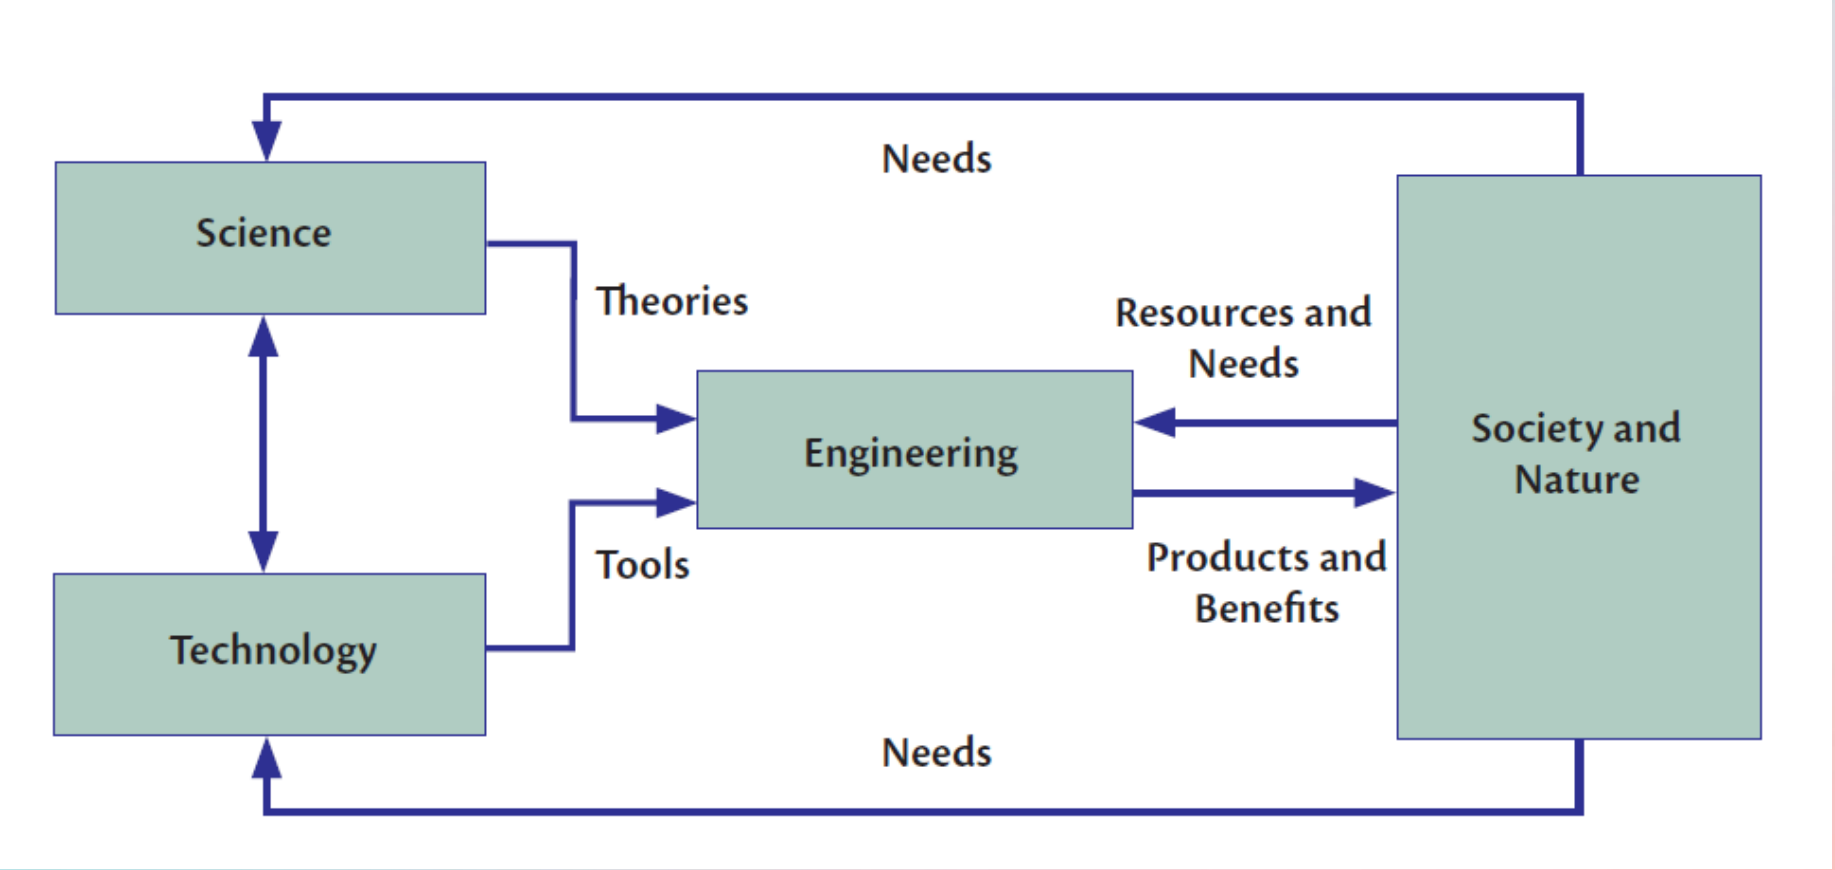 Needs
Science
Theories
Resources and
Needs
Engineering
Society and
Nature
Tools
Products and
Benefits
Technology
Needs